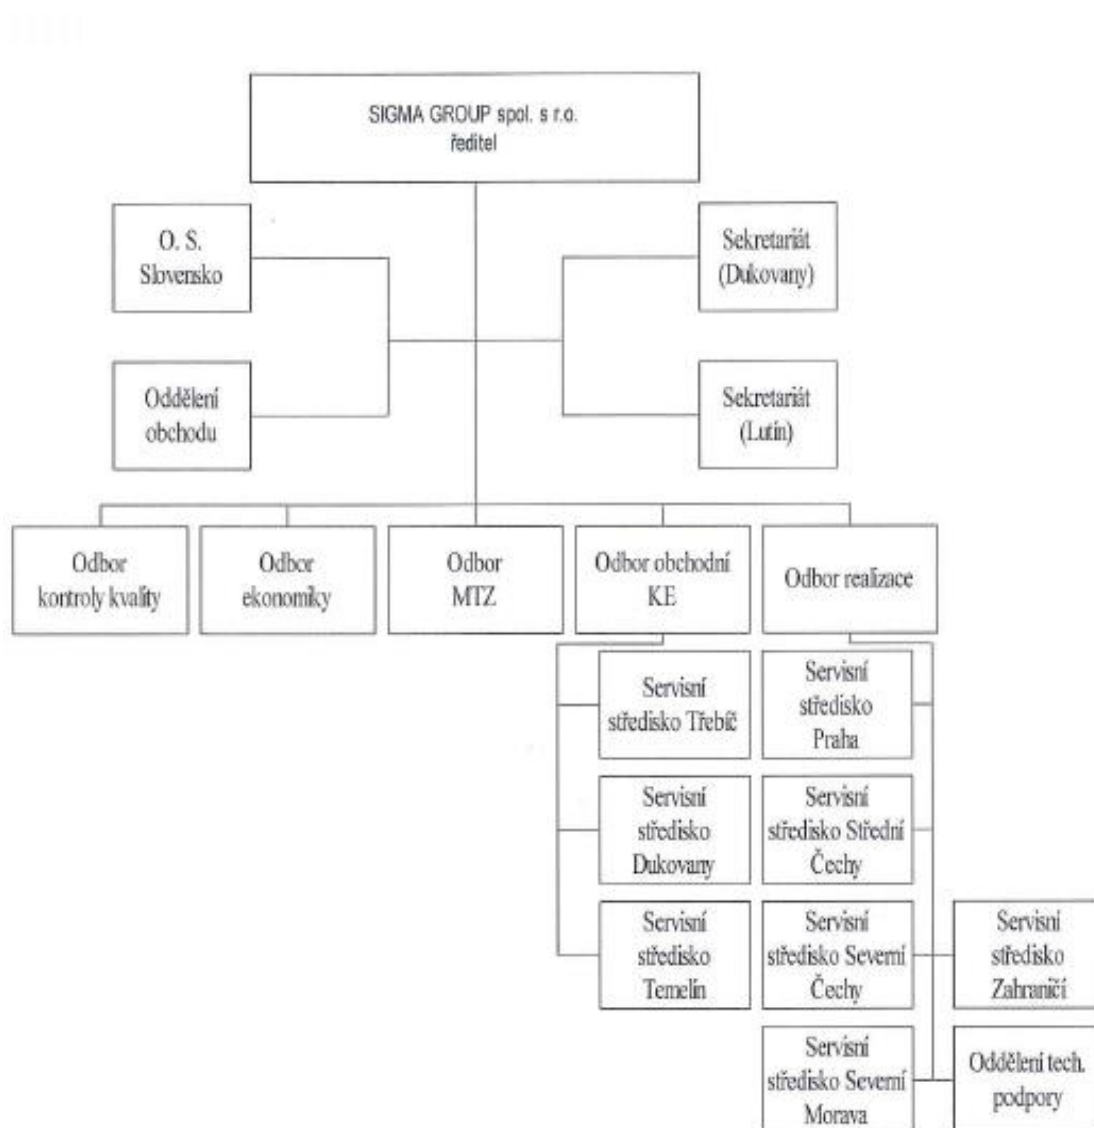 SIGMA GROUP spol. s r.o.
ředitel
O. S.
Slovensko
Sekretariát
(Dukovany)
Oddělení
obchodu
Sekretariát
(Lutín)
Odbor
kontroly kvality
Odbor
ekonomiky
Odbor
MTZ
Odbor obchodní
KE
Odbor realizace
Servisní
středisko Třebíč
Servisní
středisko
Praha
Servisní
středisko
Dukovany
Servisní
středisko Střední
Čechy
Servisní
středisko
Temelín
Servisní
středisko Severní
Čechy
Servisní
středisko
Zahraničí
Servisní
středisko Severní
Morava
Oddělení tech.
podpory